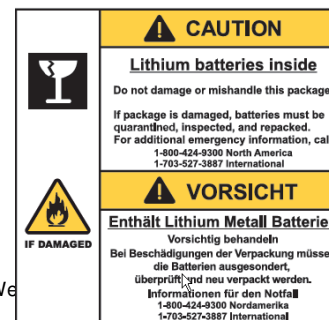 CAUTION
Lithium batteries inside
Do not damage or mishandle this package
If package is damaged, batteries must be
quarantined, inspected, and repacked.
For additional emergency information, cal
1-800-424-9300 North America
1-703-527-3887 International
IF DAMAGED
VORSICHT
Enthält Lithium Metall Batterie
Vorsichtig behandeln
Bei Beschädigungen der Verpackung müsse
die Batterien ausgesondert,
überprüft und neu verpackt werden.
We
Informationen für den Notfall
1-800-424-9300 Nordamerika
1-703-527-3887 International